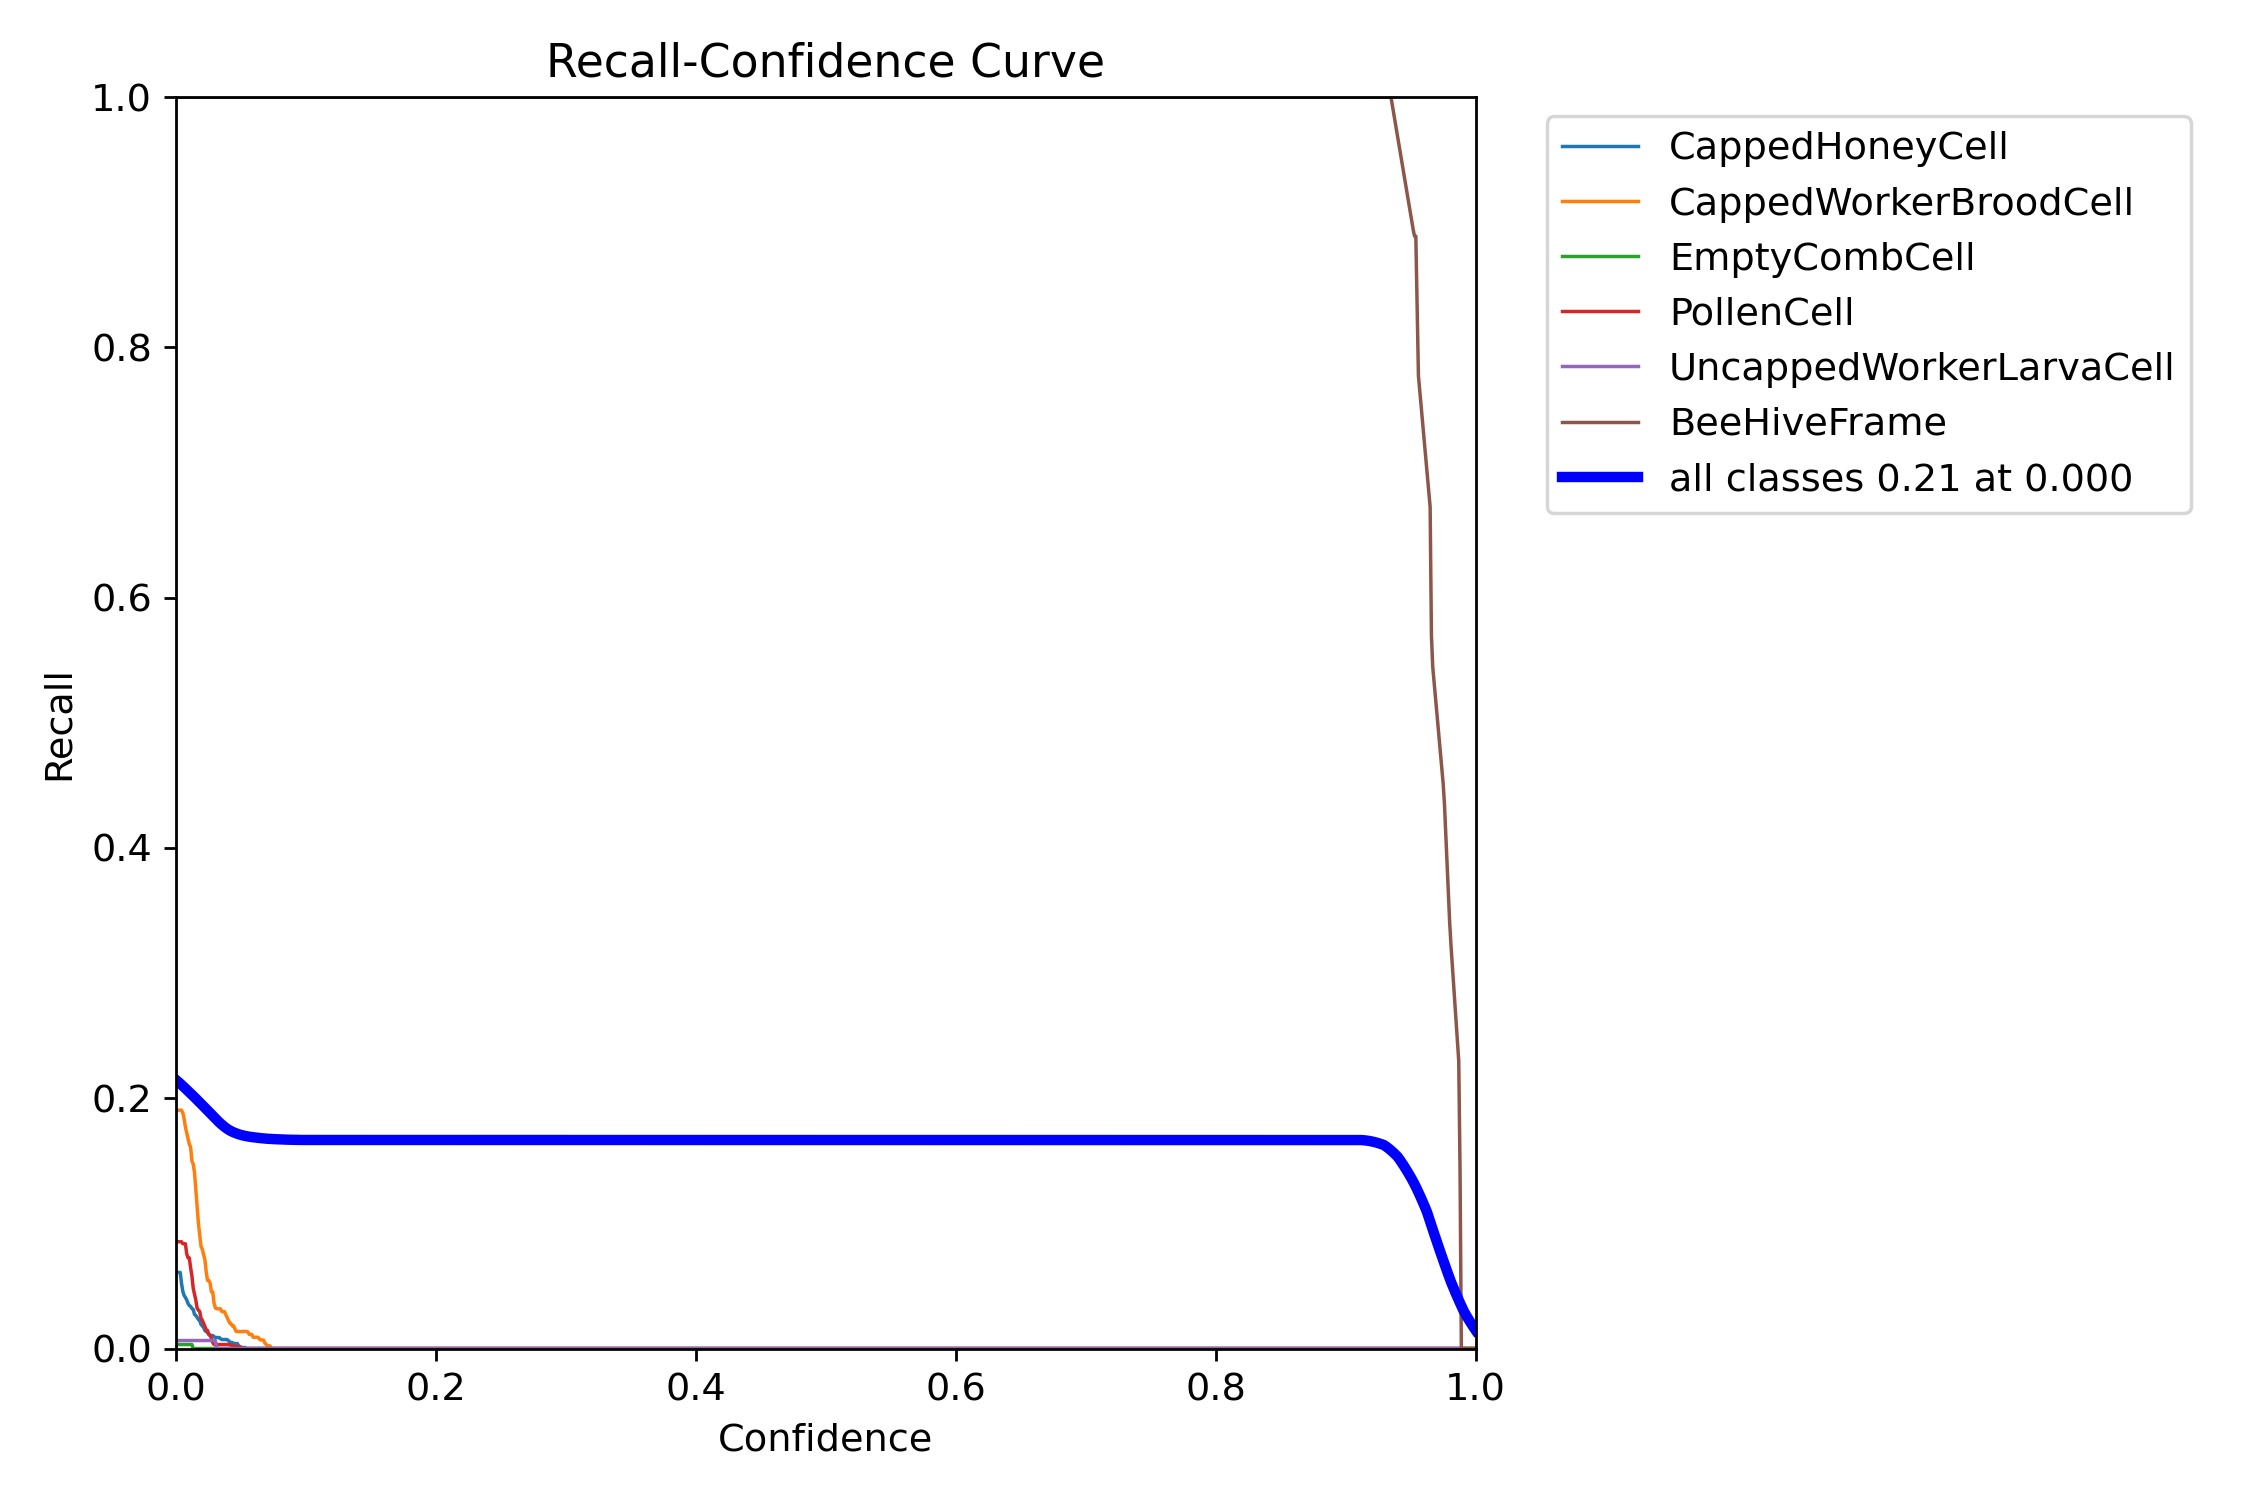 Recall-Confidence Curve
1.0
0.8
0.6
0.4
0.2
0.0
Recall
0.0 0.2 0.4 0.6 0.8 1.0
Confidence
CappedHoneyCell
CappedWorkerBroodCell
EmptyCombCell
PollenCell
UncappedWorkerLarvaCell
BeeHiveFrame
all classes 0.21 at 0.000